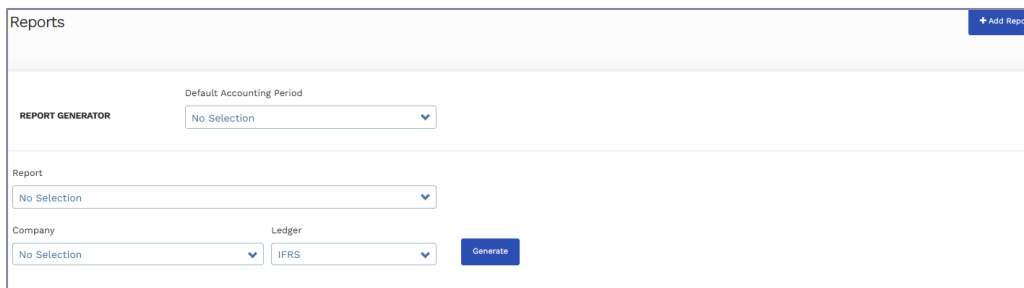 Reports
+ Add Repo
Default Accounting Period
REPORT GENERATOR
No Selection
Report
No Selection
Company Ledger
No Selection IFRS Generate